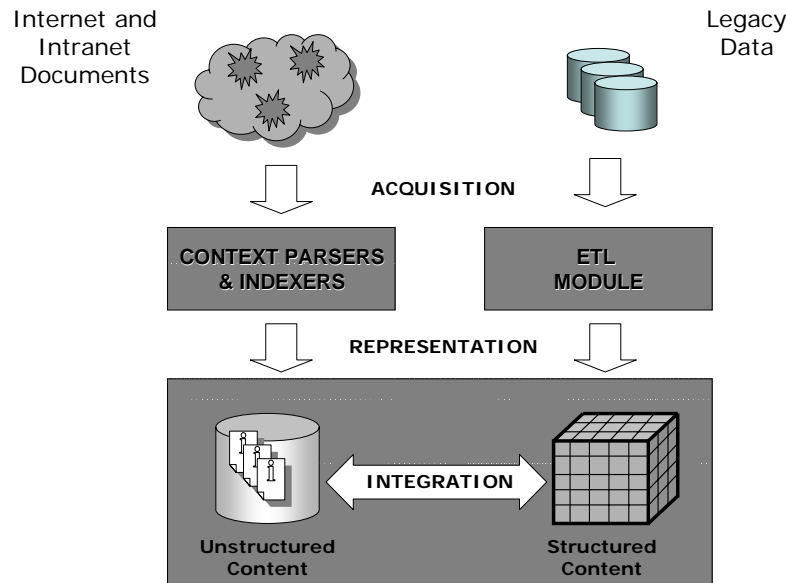 Internet and
Intranet
Documents
Legacy
Data
ACQUISITION
CONTEXT PARSERS
& INDEXERS
ETL
MODULE
REPRESENTATION
i
i
i
INTEGRATION
Unstructured
Content
Structured
Content